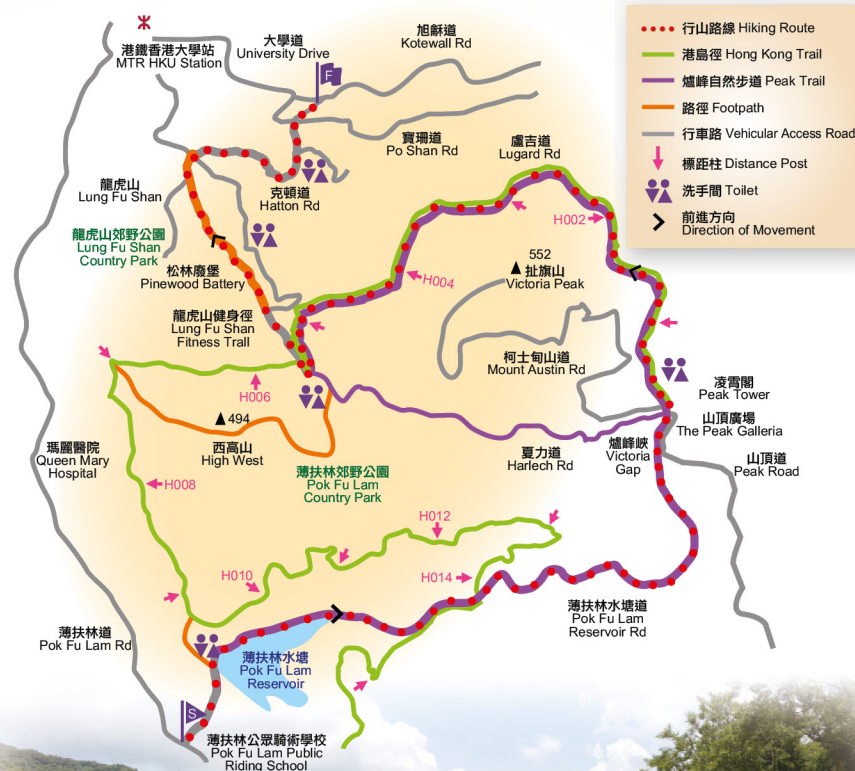 港鐵香港大學站
MTR HKU Station
大學道
University Drive
旭龢道
Kotewall Rd
F
寶珊道
Po Shan Rd
克頓道
Hatton Rd
盧吉道
Lugard Rd
龍虎山
Lung Fu Shan
龍虎山郊野公園
Lung Fu Shan
Country Park
松林廢堡
Pinewood Battery
龍虎山健身徑
Lung Fu Shan
Fitness Trall
H002
H004
552
扯旗山
Victoria Peak
柯士甸山道
Mount Austin Rd
凌霄閣
Peak Tower
山頂廣場
The Peak Galleria
山頂道
Peak Road
爐峰峽
Victoria
Gap
夏力道
Harlech Rd
H006
494
西高山
High West
瑪麗醫院
Queen Mary
Hospital
薄扶林郊野公園
Pok Fu Lam
Country Park
H008
H010
H012
H014
薄扶林水塘道
Pok Fu Lam
Reservoir Rd
薄扶林道
Pok Fu Lam Rd
薄扶林水塘
Pok Fu Lam
Reservoir
S
薄扶林公眾騎術學校
Pok Fu Lam Public
Riding School
行山路線 Hiking Route
港島徑 Hong Kong Trail
爐峰自然步道 Peak Trail
路徑 Footpath
行車路 Vehicular Access Road
標距柱 Distance Post
洗手間 Toilet
前進方向
Direction of Movement